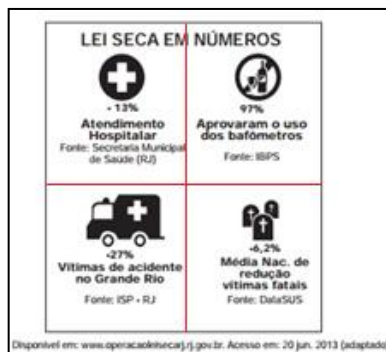 LEI SECA EM NÚMEROS
- 13%
Atendimento
Hospitalar
Fonte: Secretaria Municipal
de Saúde (RJ)
97%
Aprovaram o uso
dos bafômetros
Fonte: IBPS
-27%
Vítimas de acidente
no Grande Rio
Fonte: ISP - RJ
-6,2%
Média Nac. de
redução
vítimas fatais
Fonte: DataSUS
Disponível em: www.operacaoleisecarj.rj.gov.br. Acesso em: 20 jun. 2013 (adaptado